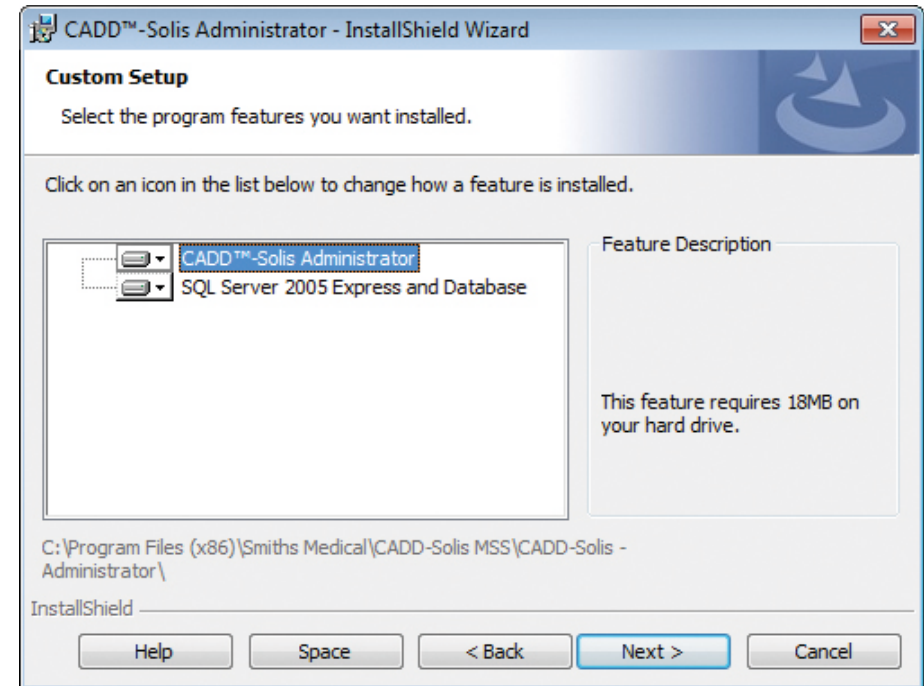 CADD™-Solis Administrator - InstallShield Wizard
Custom Setup
Select the program features you want installed.
Click on an icon in the list below to change how a feature is installed.
CADD™-Solis Administrator
SQL Server 2005 Express and Database
Feature Description
This feature requires 18MB on
your hard drive.
C:\Program Files (x86)\Smiths Medical\CADD-Solis MSS\CADD-Solis -
Administrator\
InstallShield
Help
Space
< Back
Next >
Cancel